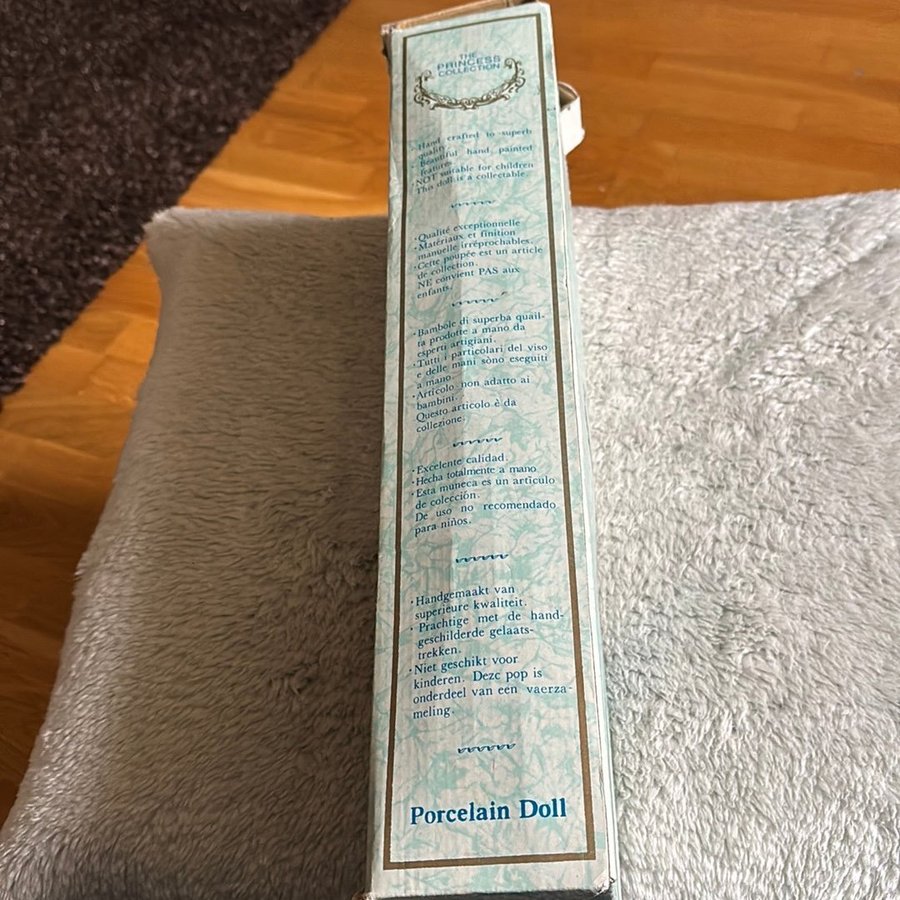 THE
PRINCESS
COLLECTION
·Hand crafted to superb
quality
·Beautiful hand painted
features
·NOT suitable for children
This doll is a collectable
·Qualité exceptionnelle
·Matériaux et finition
manuelle irréprochables.
·Cette poupée est un article
de collection.
NE convient PAS aux
enfants.
·Bambole di superba quail-
ta prodotte a mano da
esperti artigiani.
·Tutti i particolari del viso
e delle mani sono eseguiti
a mano.
·Articolo non adatto ai
bambini.
Questo articolo è da
collezione.
·Excelente calidad.
·Hecha totalmente a mano
·Esta muneca es un articulo
de colección.
De uso no recomendado
para niños.
·Handgemaakt van
superieure kwaliteit.
· Prachtige met de hand-
geschilderde gelaats-
trekken.
·Niet geschikt voor
kinderen. Deze pop is
onderdeel van een vaerza-
meling.
Porcelain Doll